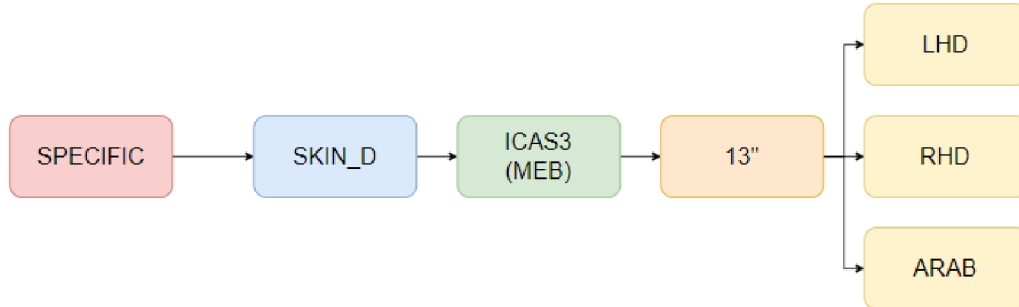 SPECIFIC
SKIN_D
ICAS3
(MEB)
13"
LHD
RHD
ARAB